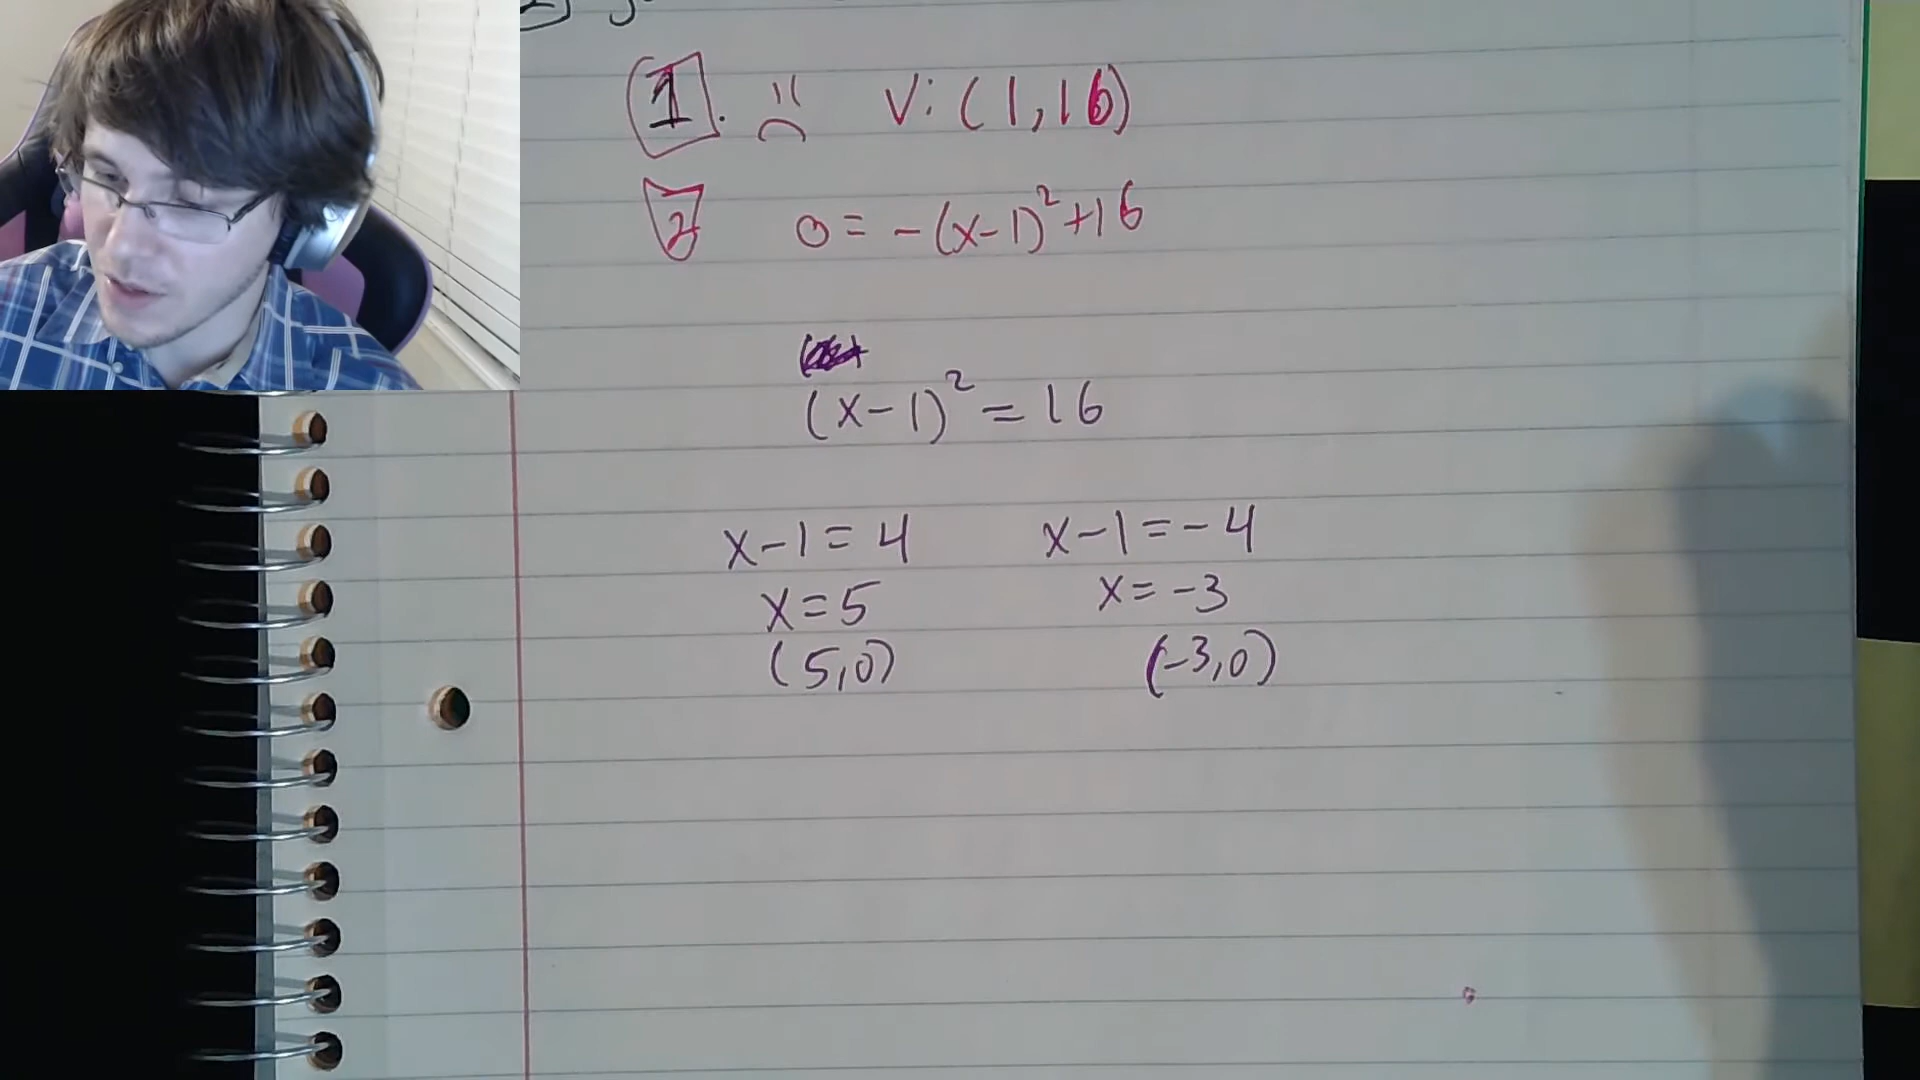 1. V: (1,16)
2 0 = -(x-1)² + 16
(x-1)² = 16
x-1 = 4 x-1 = -4
x = 5 x = -3
(5,0) (-3,0)